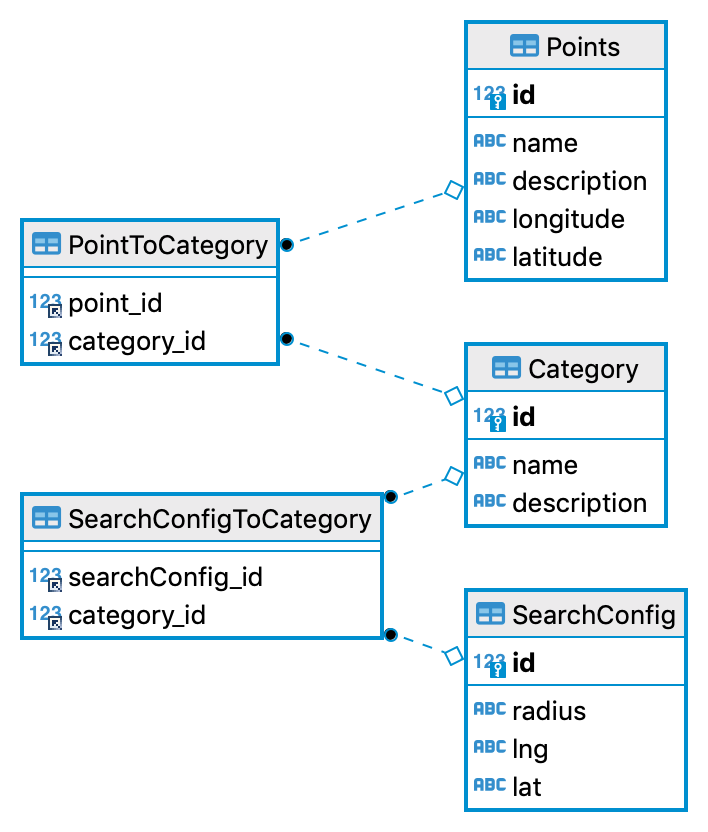 Points
123 id
ABC name
ABC description
ABC longitude
ABC latitude
PointToCategory
123 point_id
123 category_id
Category
123 id
ABC name
ABC description
SearchConfigToCategory
123 searchConfig_id
123 category_id
SearchConfig
123 id
ABC radius
ABC lng
ABC lat